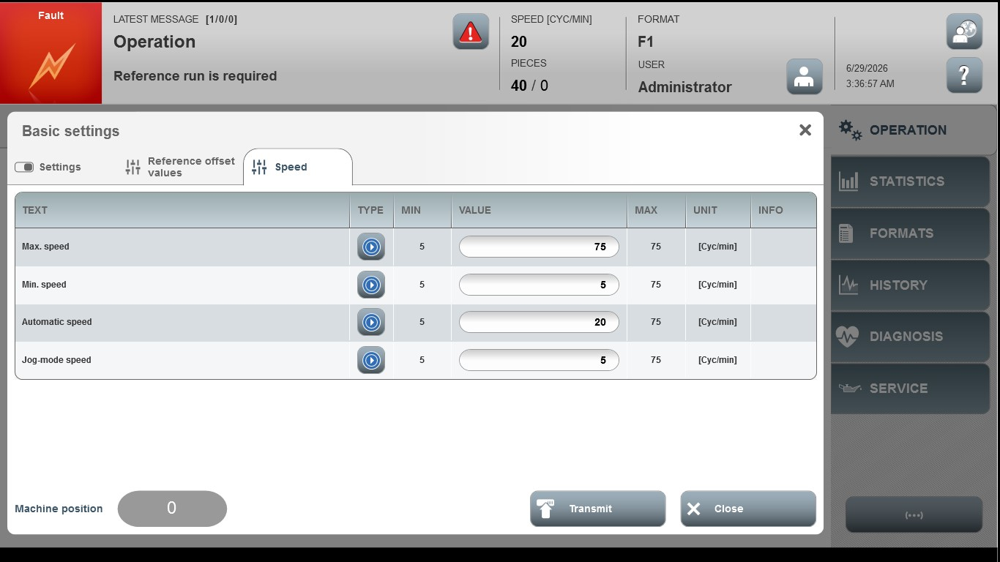 Fault
LATEST MESSAGE [1/0/0]
Operation
Reference run is required
SPEED [CYC/MIN]
20
PIECES
40 / 0
FORMAT
F1
USER
Administrator
6/29/2026
3:36:57 AM
?
Basic settings
Settings
Reference offset
values
Speed
TEXT TYPE MIN VALUE MAX UNIT INFO
Max. speed 5 75 75 [Cyc/min]
Min. speed 5 5 75 [Cyc/min]
Automatic speed 5 20 75 [Cyc/min]
Jog-mode speed 5 5 75 [Cyc/min]
Machine position 0
Transmit
Close
OPERATION
STATISTICS
FORMATS
HISTORY
DIAGNOSIS
SERVICE
(•••)